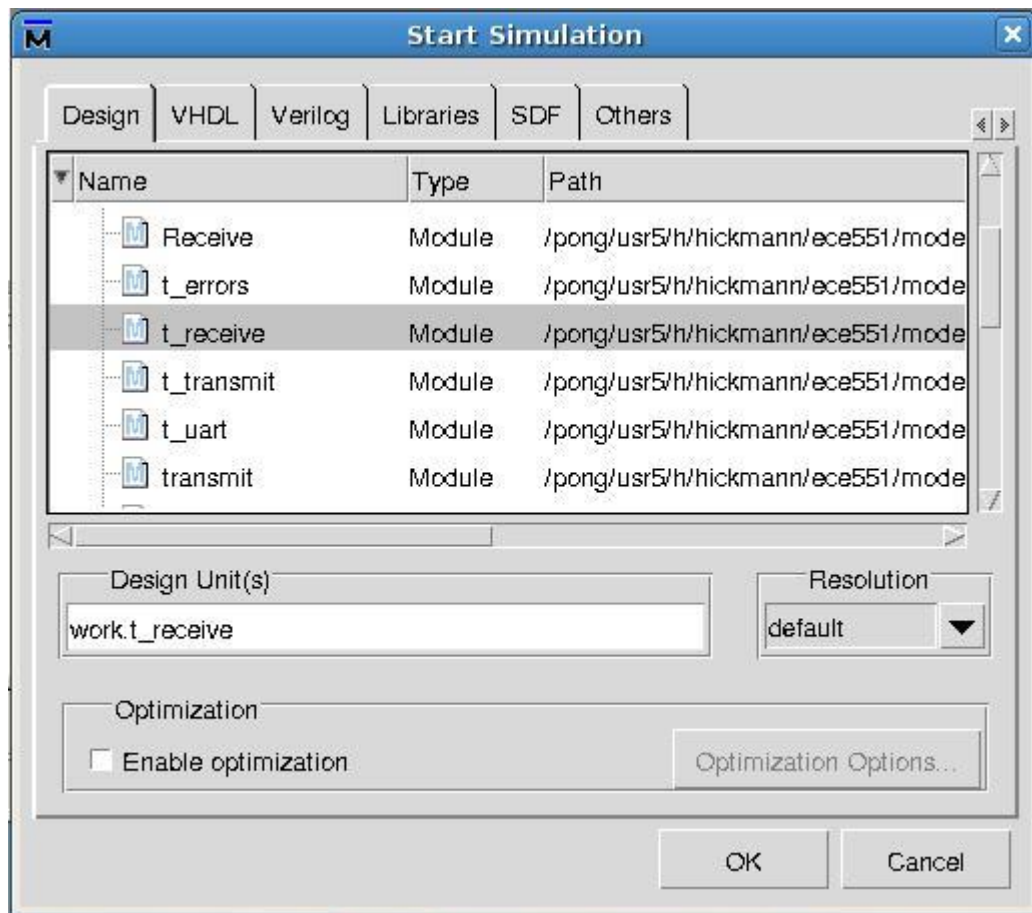 Start Simulation
Design VHDL Verilog Libraries SDF Others
Name Type Path
Receive Module /pong/usr5/h/hickmann/ece551/mode
t_errors Module /pong/usr5/h/hickmann/ece551/mode
t_receive Module /pong/usr5/h/hickmann/ece551/mode
t_transmit Module /pong/usr5/h/hickmann/ece551/mode
t_uart Module /pong/usr5/h/hickmann/ece551/mode
transmit Module /pong/usr5/h/hickmann/ece551/mode
Design Unit(s) Resolution
work.t_receive default
Optimization
Enable optimization Optimization Options...
OK Cancel